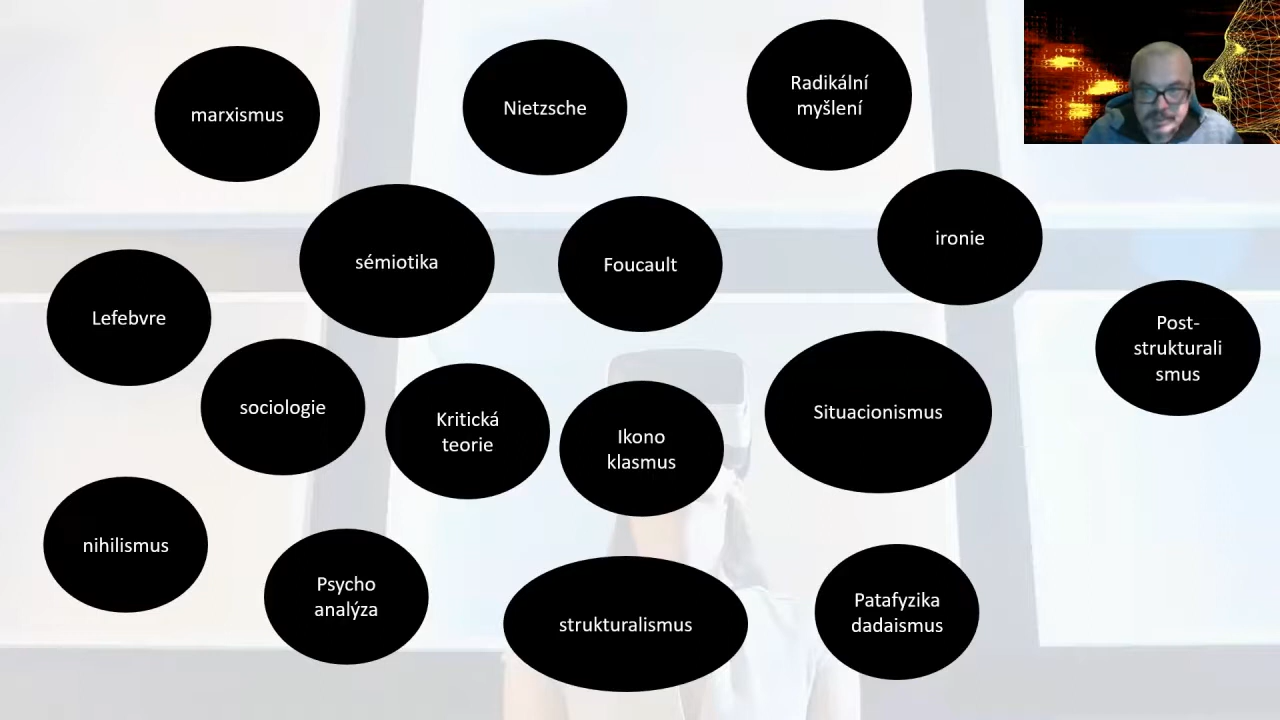 marxismus
Nietzsche
Radikální
myšlení
sémiotika
Foucault
ironie
Lefebvre
Post-
strukturali
smus
sociologie
Kritická
teorie
Ikono
klasmus
Situacionismus
nihilismus
Psycho
analýza
strukturalismus
Patafyzika
dadaismus